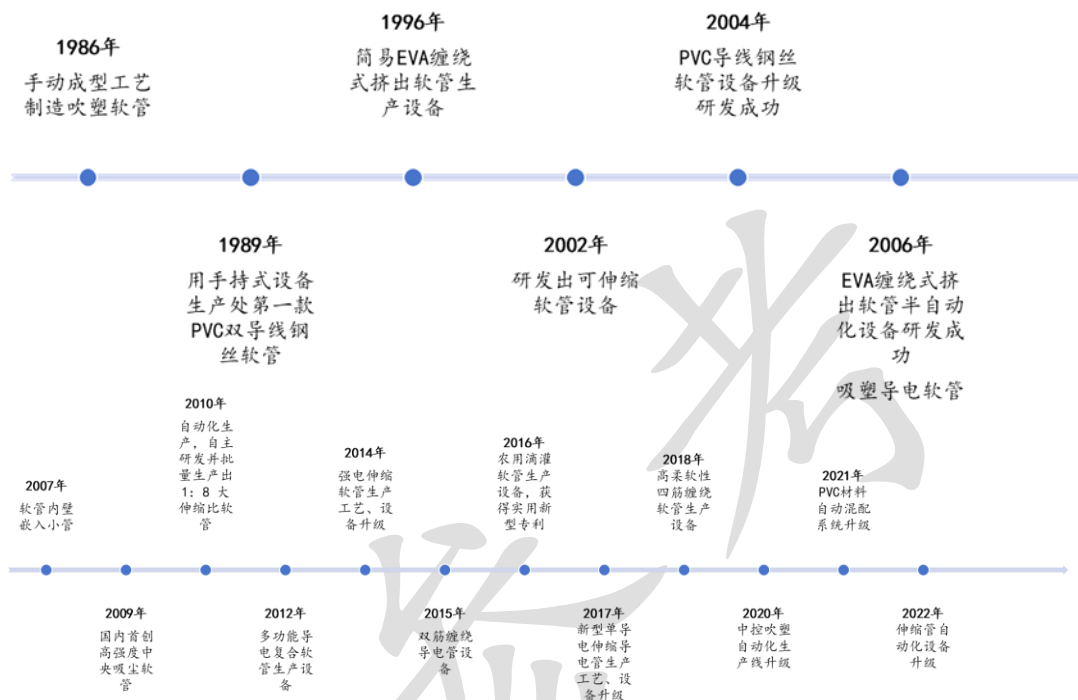 1986年
手动成型工艺
制造吹塑软管
1989年
用手持式设备
生产处第一款
PVC双导线钢
丝软管
1996年
简易EVA缠绕
式挤出软管生
产设备
2002年
研发出可伸缩
软管设备
2004年
PVC导线钢丝
软管设备升级
研发成功
2006年
EVA缠绕式挤
出软管半自动
化设备研发成
功
吸塑导电软管
2007年
软管内壁
嵌入小管
2009年
国内首创
高强度中
央吸尘软
管
2010年
自动化生
产，自主
研发并批
量生产出
1：8 大
伸缩比软
管
2012年
多功能导
电复合软
管生产设
备
2014年
强电伸缩
软管生产
工艺、设
备升级
2015年
双筋缠绕
导电管设
备
2016年
农用滴灌
软管生产
设备，获
得实用新
型专利
2017年
新型单导
电伸缩导
电管生产
工艺、设
备升级
2018年
高柔软性
四筋缠绕
软管生产
设备
2020年
中控吹塑
自动化生
产线升级
2021年
PVC材料
自动混配
系统升级
2022年
伸缩管自
动化设备
升级